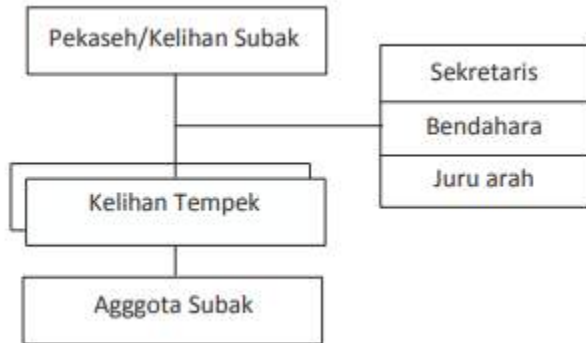 Pekaseh/Kelihan Subak
Sekretaris
Bendahara
Juru arah
Kelihan Tempek
Agggota Subak